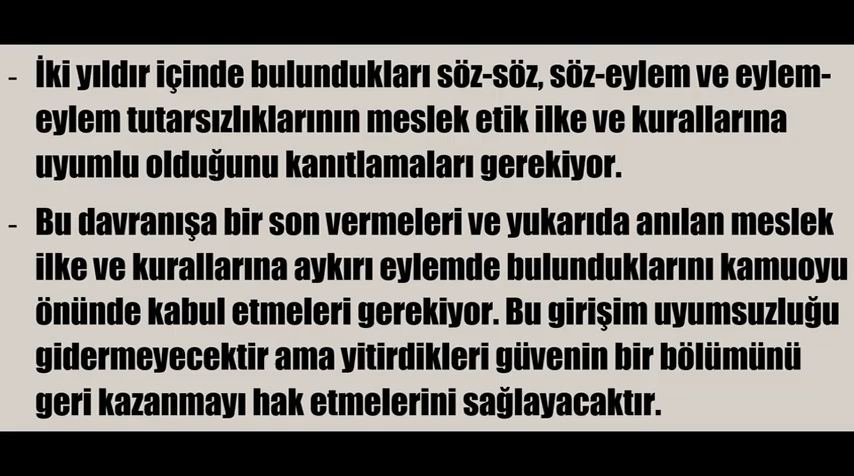 - İki yıldır içinde bulundukları söz-söz, söz-eylem ve eylem-
eylem tutarsızlıklarının meslek etik ilke ve kurallarına
uyumlu olduğunu kanıtlamaları gerekiyor.
- Bu davranışa bir son vermeleri ve yukarıda anılan meslek
ilke ve kurallarına aykırı eylemde bulunduklarını kamuoyu
önünde kabul etmeleri gerekiyor. Bu girişim uyumsuzluğu
gidermeyecektir ama yitirdikleri güvenin bir bölümünü
geri kazanmayı hak etmelerini sağlayacaktır.